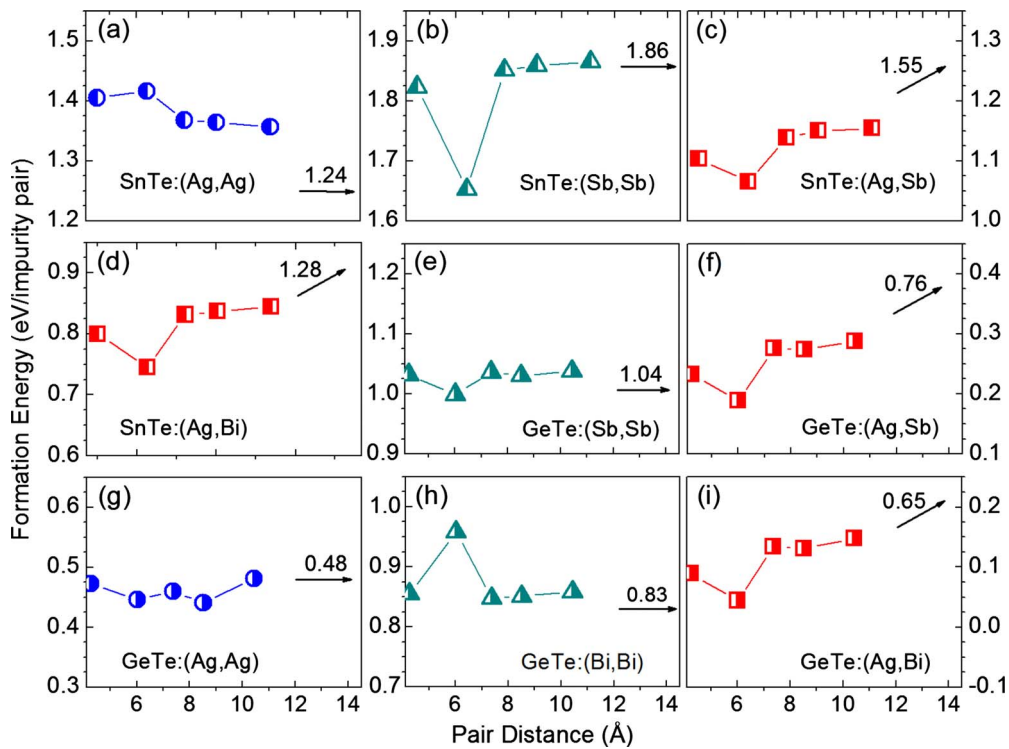 (a)
1.5
1.4
1.3
1.2
1.24
SnTe:(Ag,Ag)
(b)
1.9
1.8
1.7
1.6
1.86
SnTe:(Sb,Sb)
(c)
1.3
1.2
1.1
1.0
1.55
SnTe:(Ag,Sb)
(d)
0.9
0.8
0.7
0.6
1.28
SnTe:(Ag,Bi)
(e)
1.2
1.1
1.0
0.9
1.04
GeTe:(Sb,Sb)
(f)
0.4
0.3
0.2
0.1
0.76
GeTe:(Ag,Sb)
(g)
0.6
0.5
0.4
0.3
0.48
GeTe:(Ag,Ag)
(h)
1.0
0.9
0.8
0.7
0.83
GeTe:(Bi,Bi)
(i)
0.2
0.1
0.0
-0.1
0.65
GeTe:(Ag,Bi)
6 8 10 12 14
6 8 10 12 14
6 8 10 12 14
Formation Energy (eV/impurity pair)
Pair Distance (Å)